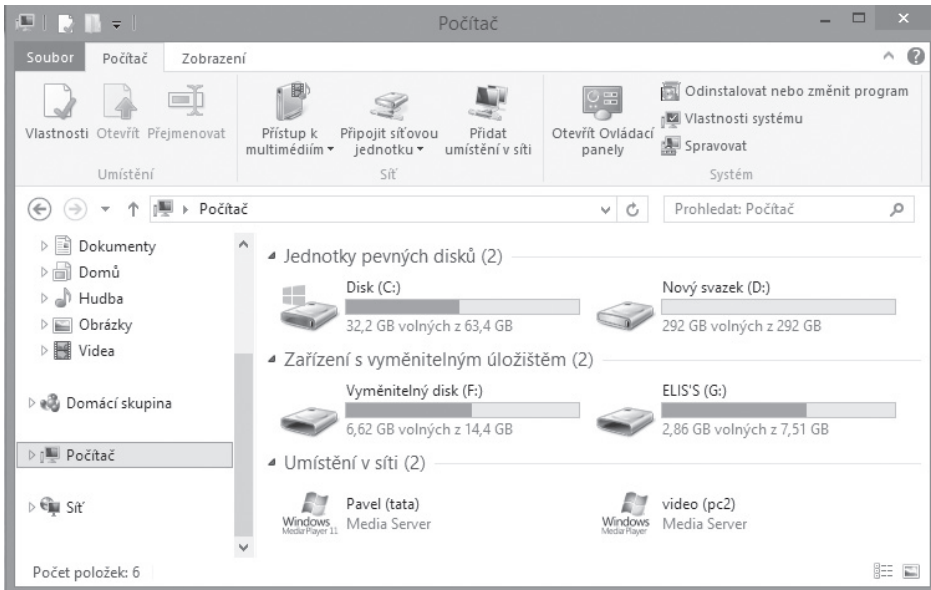 Počítač
Soubor Počítač Zobrazení
Vlastnosti Otevřít Přejmenovat
Umístění
Přístup k multimédiím
Připojit síťovou jednotku
Přidat umístění v síti
Síť
Otevřít Ovládací panely
Odinstalovat nebo změnit program
Vlastnosti systému
Spravovat
Systém
Počítač
Prohledat: Počítač
Dokumenty
Domů
Hudba
Obrázky
Videa
Domácí skupina
Počítač
Síť
Jednotky pevných disků (2)
Disk (C:)
32,2 GB volných z 63,4 GB
Nový svazek (D:)
292 GB volných z 292 GB
Zařízení s vyměnitelným úložištěm (2)
Vyměnitelný disk (F:)
6,62 GB volných z 14,4 GB
ELIS'S (G:)
2,86 GB volných z 7,51 GB
Umístění v síti (2)
Windows
Media Player 11
Pavel (tata)
Media Server
Windows
Media Player
video (pc2)
Media Server
Počet položek: 6